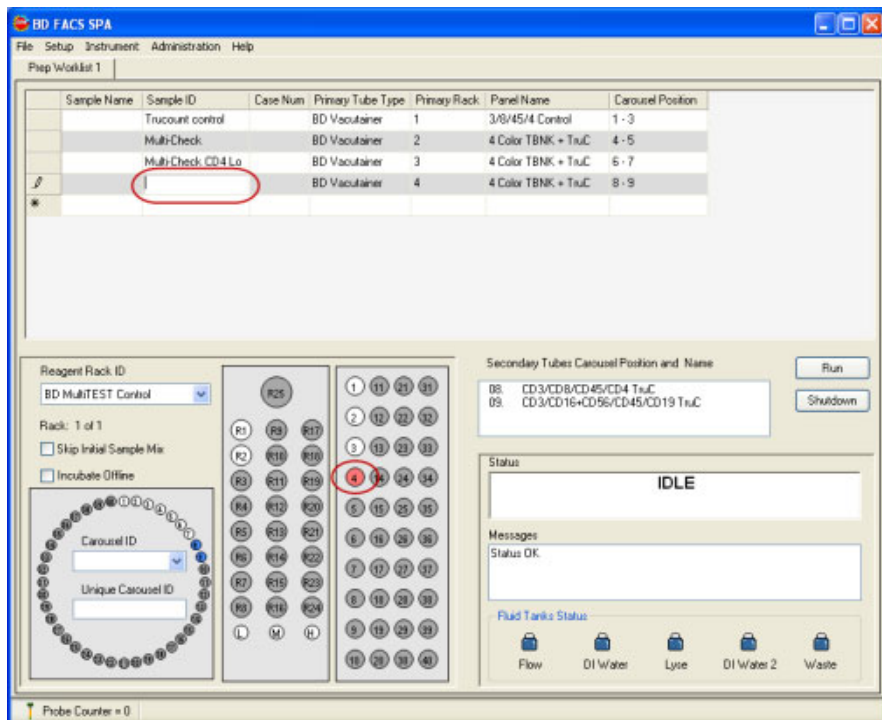 BD FACS SPA
File Setup Instrument Administration Help
Prep Worklist 1
Sample Name Sample ID Case Num Primary Tube Type Primary Rack Panel Name Carousel Position
Trucount control BD Vacutainer 1 3/8/45/4 Control 1 - 3
Multi-Check BD Vacutainer 2 4 Color TBNK + TruC 4 - 5
Multi-Check CD4 Lo BD Vacutainer 3 4 Color TBNK + TruC 6 - 7
BD Vacutainer 4 4 Color TBNK + TruC 8 - 9
Reagent Rack ID
BD MultiTEST Control
Rack: 1 of 1
Skip Initial Sample Mix
Incubate Offline
Carousel ID
Unique Carousel ID
R25
R1 R9 R17
R2 R10 R18
R3 R11 R19
R4 R12 R20
R5 R13 R21
R6 R14 R22
R7 R15 R23
R8 R16 R24
L M H
1 11 21 31
2 12 22 32
3 13 23 33
4 14 24 34
5 15 25 35
6 16 26 36
7 17 27 37
8 18 28 38
9 19 29 39
10 20 30 40
Secondary Tubes Carousel Position and Name
08. CD3/CD8/CD45/CD4 TruC
09. CD3/CD16+CD56/CD45/CD19 TruC
Run
Shutdown
Status
IDLE
Messages
Status OK
Fluid Tanks Status
Flow DI Water Lyse DI Water 2 Waste
Probe Counter = 0